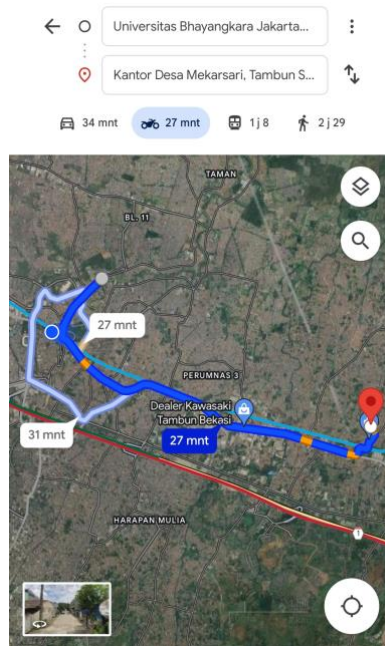 Universitas Bhayangkara Jakarta...
Kantor Desa Mekarsari, Tambun S...
34 mnt
27 mnt
1 j 8
2 j 29
TAMAN
BL. 11
27 mnt
PERUMNAS 3
Dealer Kawasaki
Tambun Bekasi
27 mnt
31 mnt
HARAPAN MULIA
1